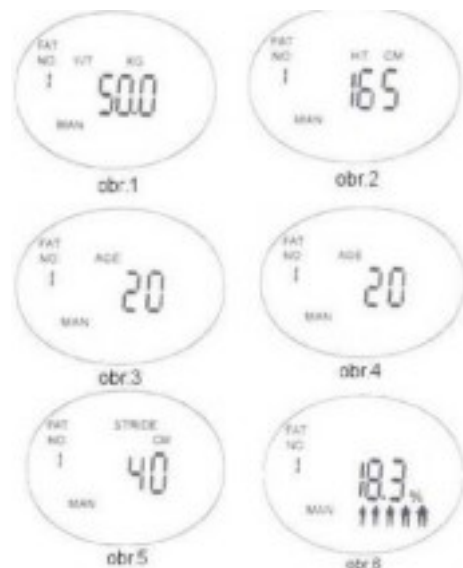 FAT
NO.
1
WT KG
50.0
MAN
obr.1
FAT
NO.
1
HT CM
165
MAN
obr.2
FAT
NO.
1
AGE
20
MAN
obr.3
FAT
NO.
1
AGE
20
MAN
obr.4
FAT
NO.
1
STRIDE
CM
40
MAN
obr.5
FAT
NO.
1
18.3 %
MAN
obr.6